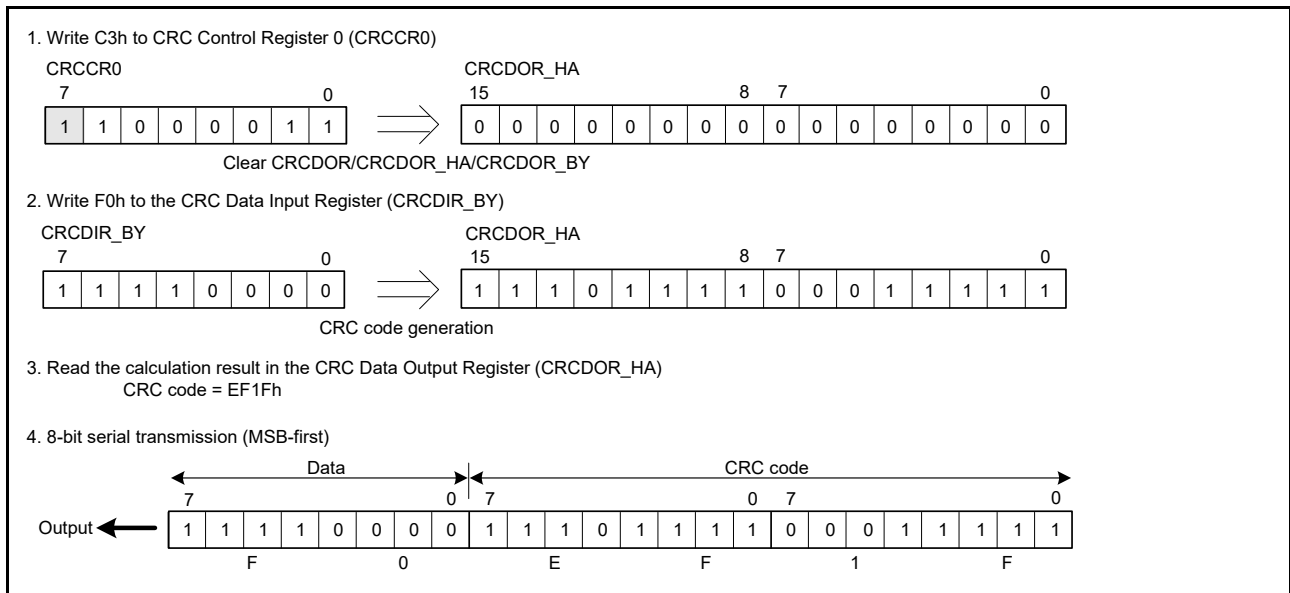 1. Write C3h to CRC Control Register 0 (CRCCR0)
CRCCR0 CRCDOR_HA
7 0 15 8 7 0
1 1 0 0 0 0 1 1 0 0 0 0 0 0 0 0 0 0 0 0 0 0 0 0
Clear CRCDOR/CRCDOR_HA/CRCDOR_BY
2. Write F0h to the CRC Data Input Register (CRCDIR_BY)
CRCDIR_BY CRCDOR_HA
7 0 15 8 7 0
1 1 1 1 0 0 0 0 1 1 1 0 1 1 1 1 0 0 0 1 1 1 1 1
CRC code generation
3. Read the calculation result in the CRC Data Output Register (CRCDOR_HA)
CRC code = EF1Fh
4. 8-bit serial transmission (MSB-first)
Data CRC code
7 0 7 0 7 0
Output 1 1 1 1 0 0 0 0 1 1 1 0 1 1 1 1 0 0 0 1 1 1 1 1
F 0 E F 1 F